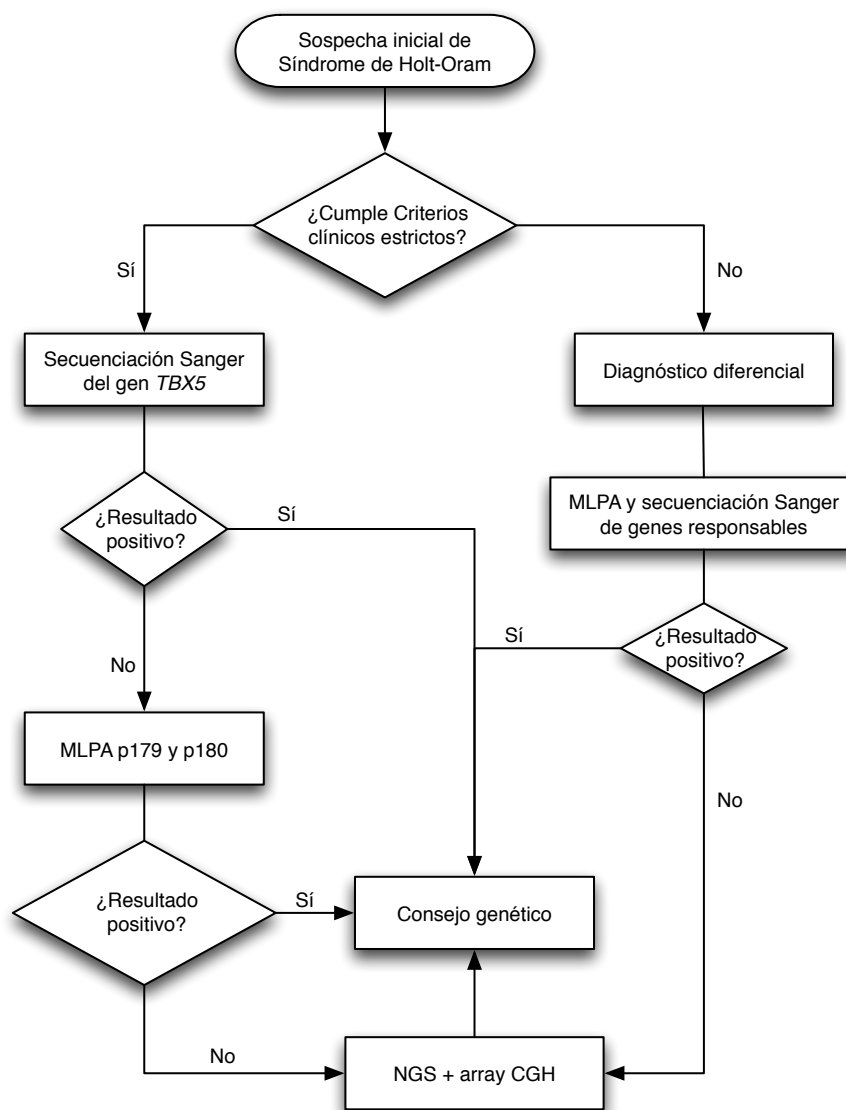 Sospecha inicial de
Síndrome de Holt-Oram
¿Cumple Criterios
clínicos estrictos?
Sí
No
Secuenciación Sanger
del gen TBX5
Diagnóstico diferencial
¿Resultado
positivo?
Sí
MLPA y secuenciación Sanger
de genes responsables
¿Resultado
positivo?
Sí
No
No
MLPA p179 y p180
¿Resultado
positivo?
Sí
Consejo genético
No
NGS + array CGH